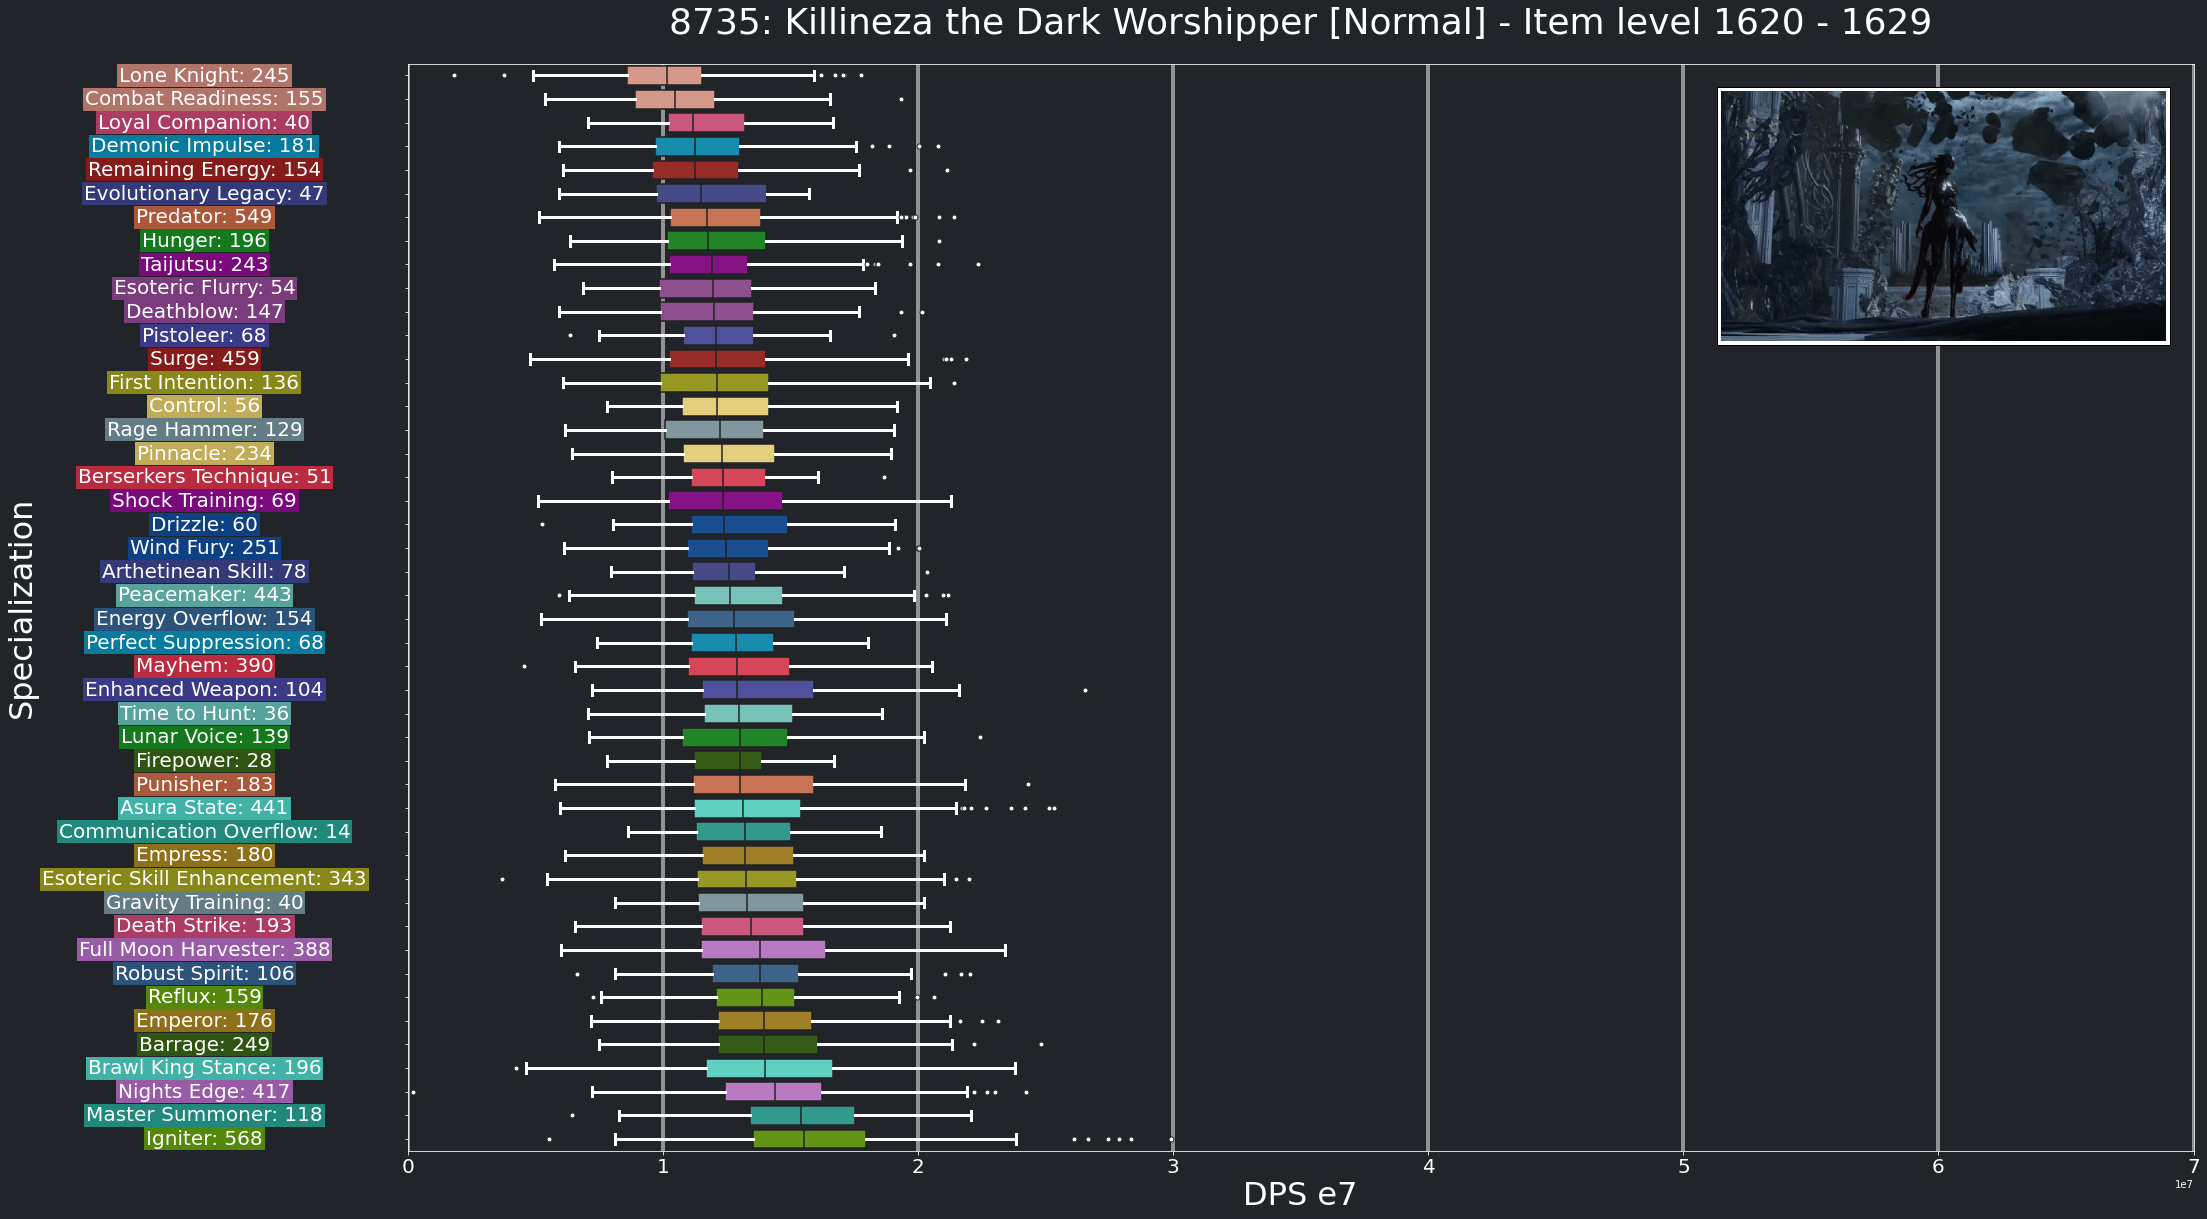 8735: Killineza the Dark Worshipper [Normal] - Item level 1620 - 1629
Specialization
Lone Knight: 245
Combat Readiness: 155
Loyal Companion: 40
Demonic Impulse: 181
Remaining Energy: 154
Evolutionary Legacy: 47
Predator: 549
Hunger: 196
Taijutsu: 243
Esoteric Flurry: 54
Deathblow: 147
Pistoleer: 68
Surge: 459
First Intention: 136
Control: 56
Rage Hammer: 129
Pinnacle: 234
Berserkers Technique: 51
Shock Training: 69
Drizzle: 60
Wind Fury: 251
Arthetinean Skill: 78
Peacemaker: 443
Energy Overflow: 154
Perfect Suppression: 68
Mayhem: 390
Enhanced Weapon: 104
Time to Hunt: 36
Lunar Voice: 139
Firepower: 28
Punisher: 183
Asura State: 441
Communication Overflow: 14
Empress: 180
Esoteric Skill Enhancement: 343
Gravity Training: 40
Death Strike: 193
Full Moon Harvester: 388
Robust Spirit: 106
Reflux: 159
Emperor: 176
Barrage: 249
Brawl King Stance: 196
Nights Edge: 417
Master Summoner: 118
Igniter: 568
0 1 2 3 4 5 6 7
1e7
DPS e7